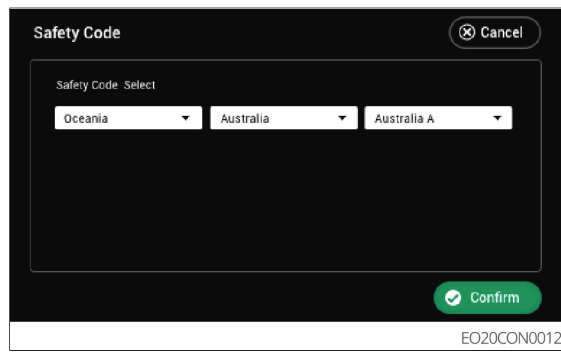 Safety Code
Cancel
Safety Code Select
Oceania
Australia
Australia A
Confirm
EO20CON0012